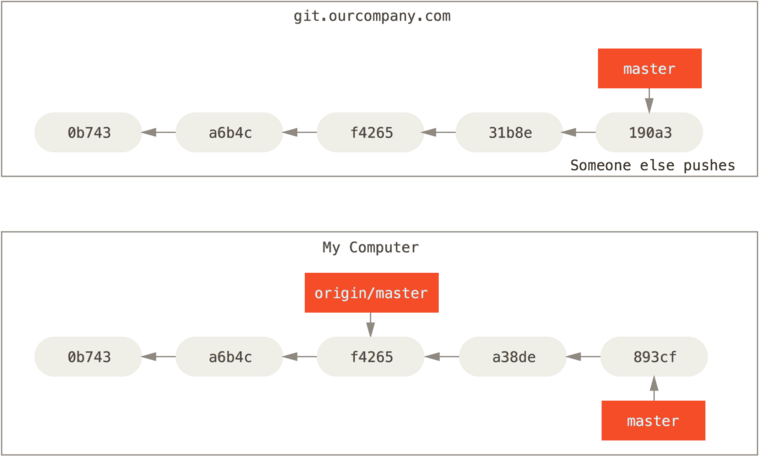 git.ourcompany.com
master
0b743 a6b4c f4265 31b8e 190a3
Someone else pushes
My Computer
origin/master
0b743 a6b4c f4265 a38de 893cf
master